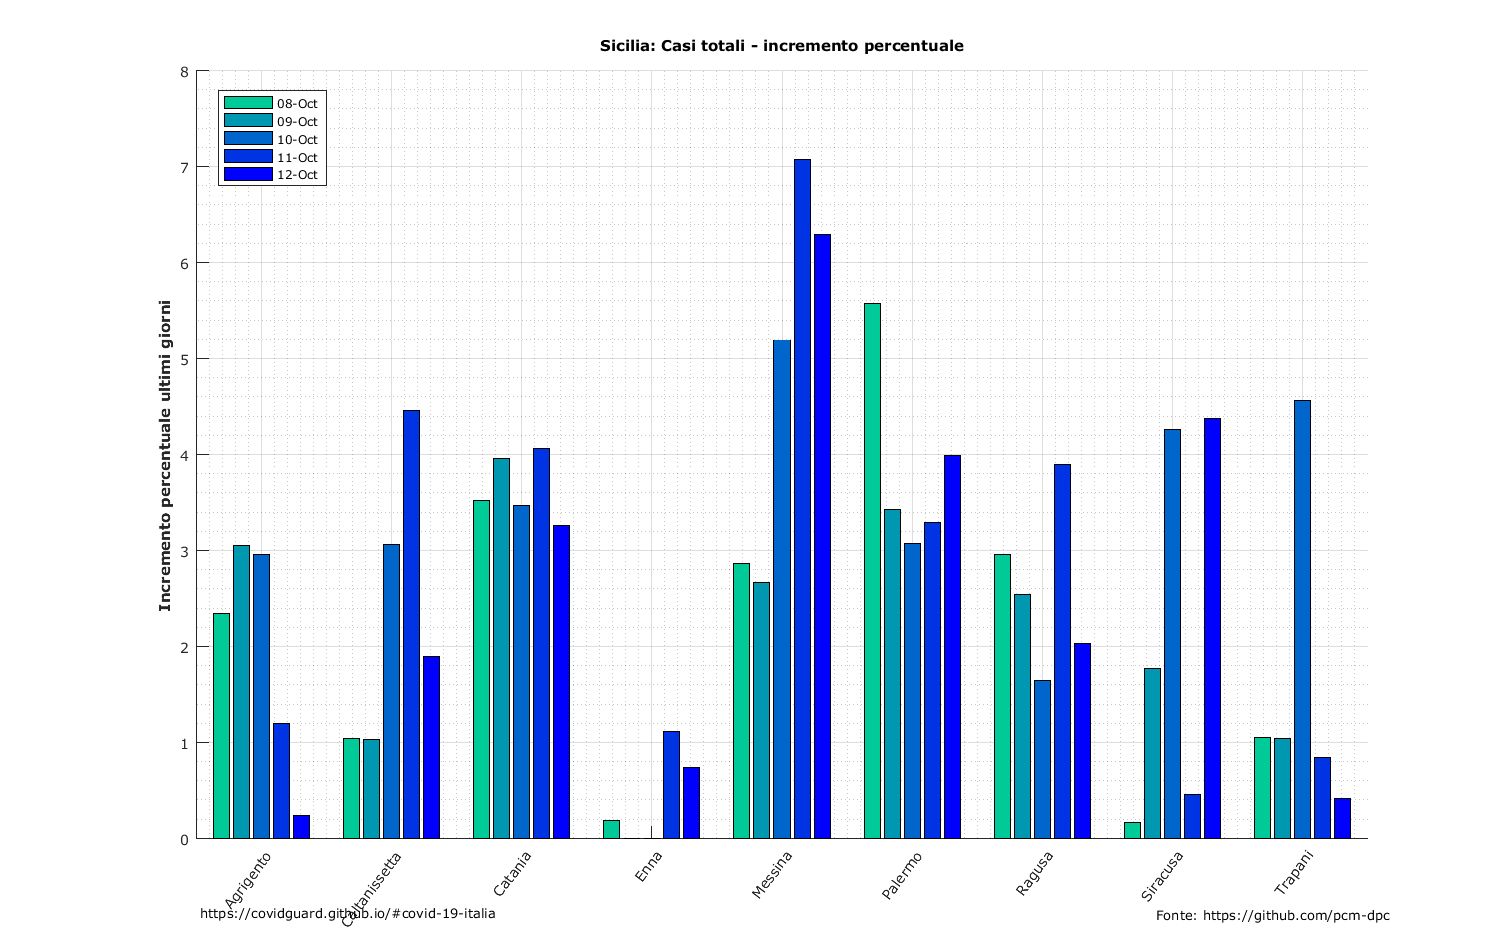 Sicilia: Casi totali - incremento percentuale
8
7
6
5
4
3
2
1
0
Incremento percentuale ultimi giorni
08-Oct
09-Oct
10-Oct
11-Oct
12-Oct
Agrigento
Caltanissetta
Catania
Enna
Messina
Palermo
Ragusa
Siracusa
Trapani
https://covidguard.github.io/#covid-19-italia
Fonte: https://github.com/pcm-dpc